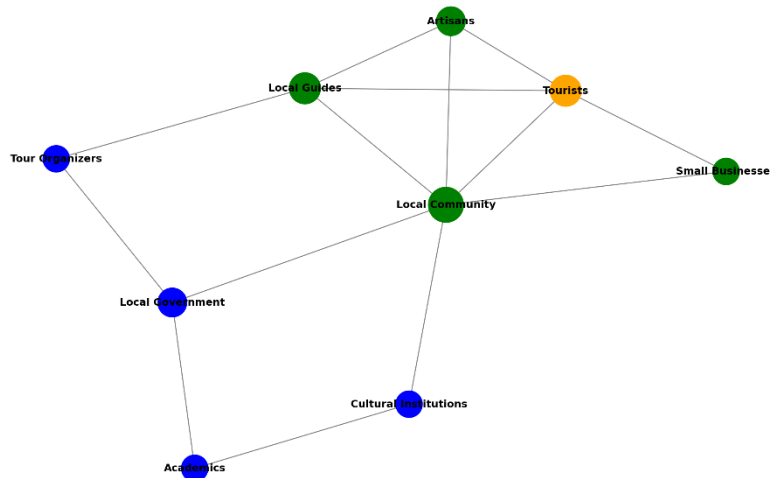 Artisans
Local Guides
Tourists
Tour Organizers
Small Businesse
Local Community
Local Government
Cultural Institutions
Academics